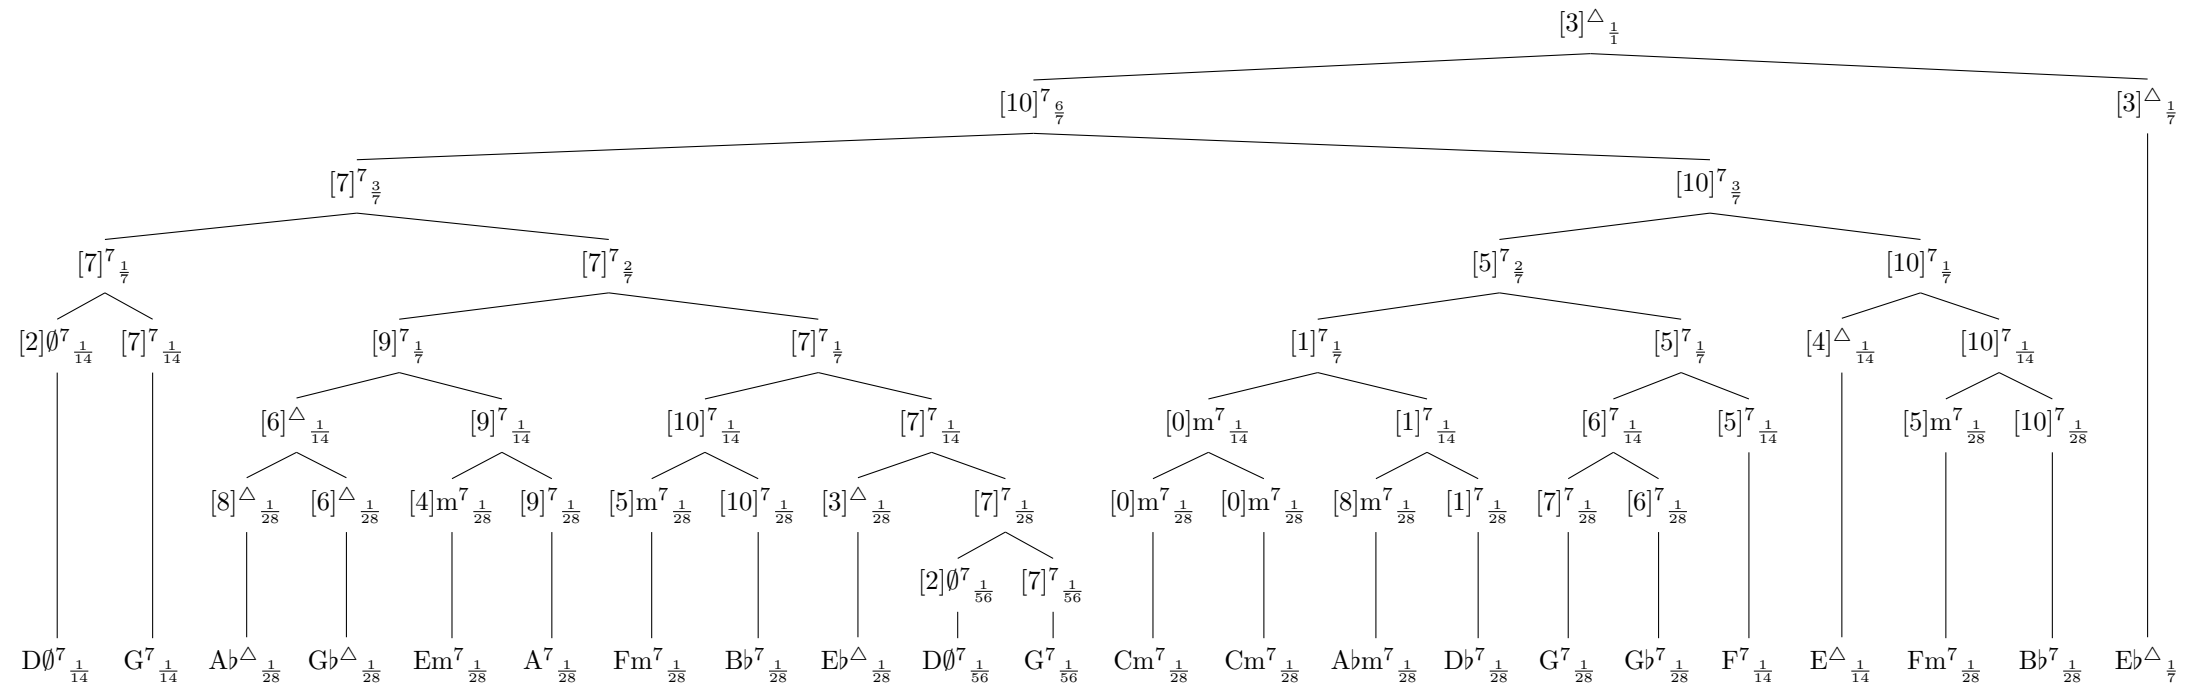 [3]△ 1/1
[10]7 6/7 [3]△ 1/7
[7]7 3/7 [10]7 3/7
[7]7 1/7 [7]7 2/7 [5]7 2/7 [10]7 1/7
[2]∅7 1/14 [7]7 1/14 [9]7 1/7 [7]7 1/7 [1]7 1/7 [5]7 1/7 [4]△ 1/14 [10]7 1/14
[6]△ 1/14 [9]7 1/14 [10]7 1/14 [7]7 1/14 [0]m7 1/14 [1]7 1/14 [6]7 1/14 [5]7 1/14 [5]m7 1/28 [10]7 1/28
[8]△ 1/28 [6]△ 1/28 [4]m7 1/28 [9]7 1/28 [5]m7 1/28 [10]7 1/28 [3]△ 1/28 [7]7 1/28 [0]m7 1/28 [0]m7 1/28 [8]m7 1/28 [1]7 1/28 [7]7 1/28 [6]7 1/28
[2]∅7 1/56 [7]7 1/56
D∅7 1/14 G7 1/14 A♭△ 1/28 G♭△ 1/28 Em7 1/28 A7 1/28 Fm7 1/28 B♭7 1/28 E♭△ 1/28 D∅7 1/56 G7 1/56 Cm7 1/28 Cm7 1/28 A♭m7 1/28 D♭7 1/28 G7 1/28 G♭7 1/28 F7 1/14 E△ 1/14 Fm7 1/28 B♭7 1/28 E♭△ 1/7